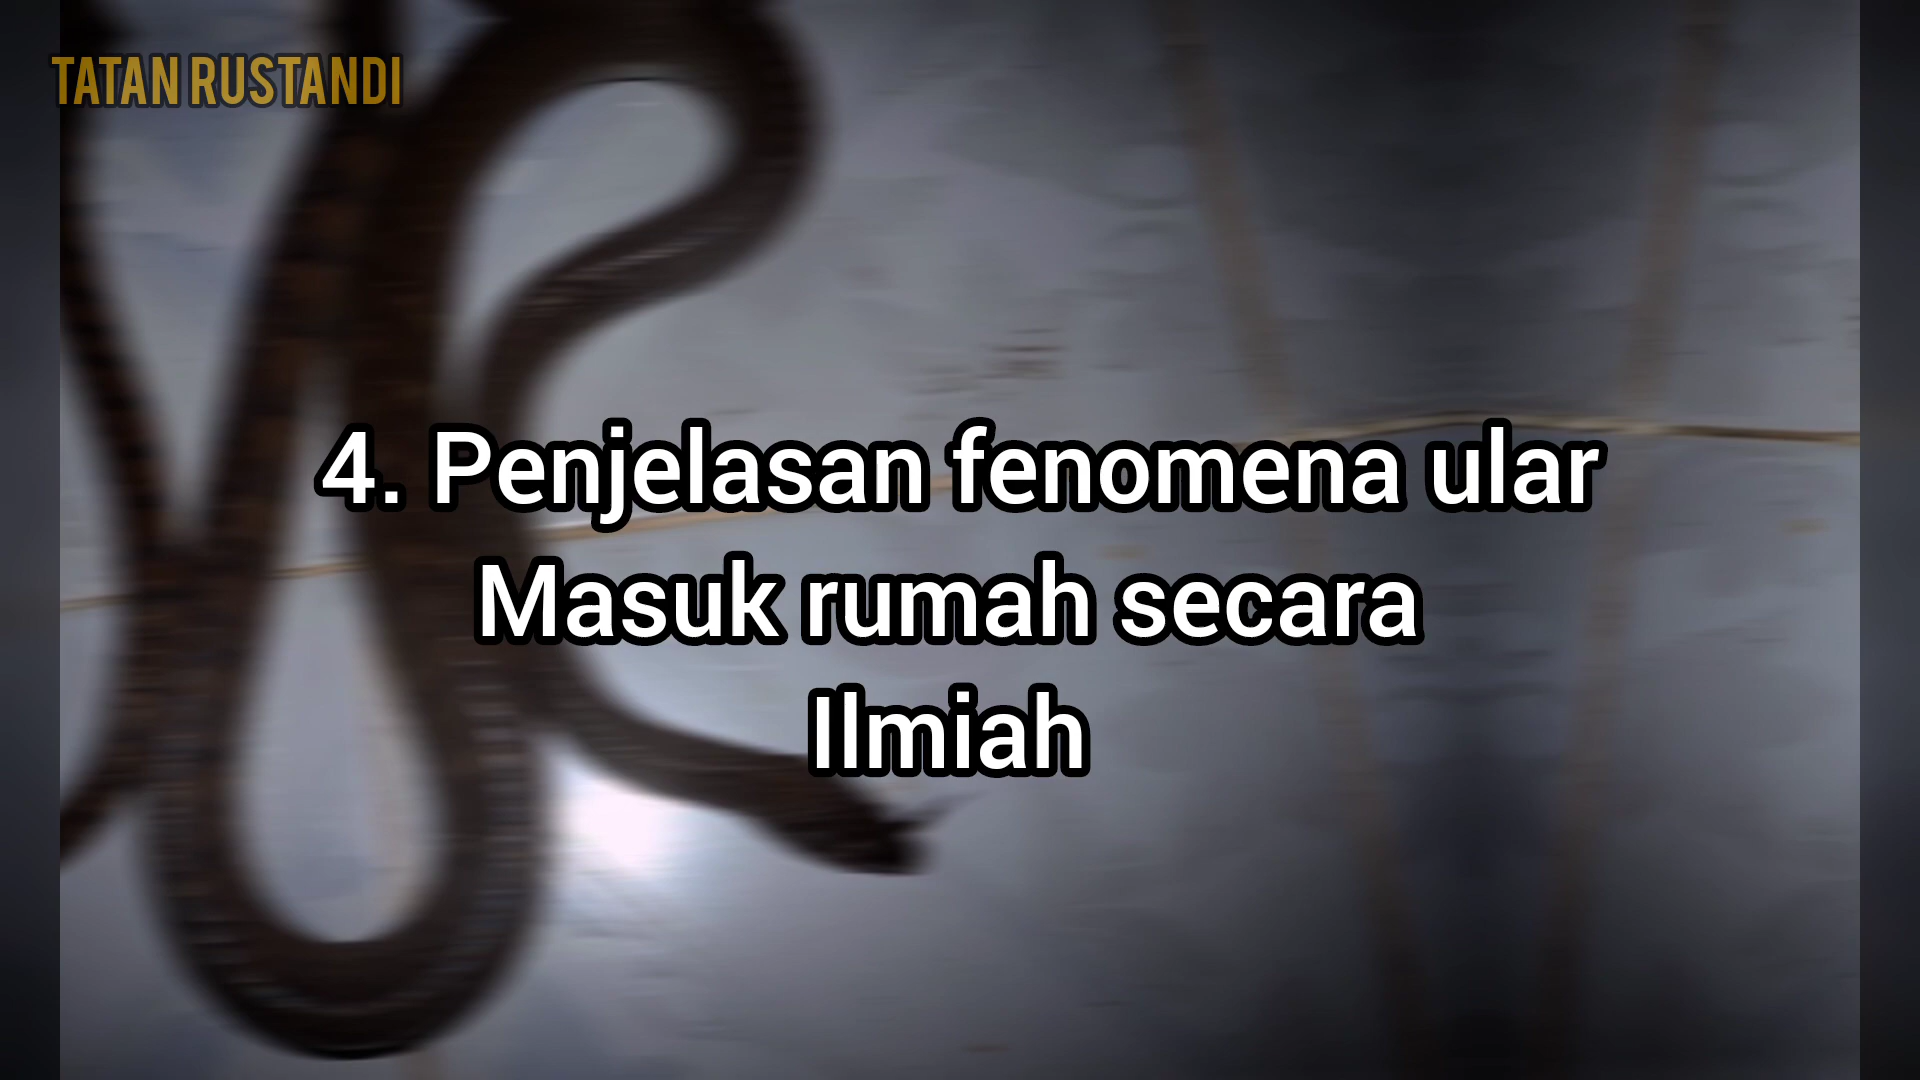 TATAN RUSTANDI
4. Penjelasan fenomena ular
Masuk rumah secara
Ilmiah